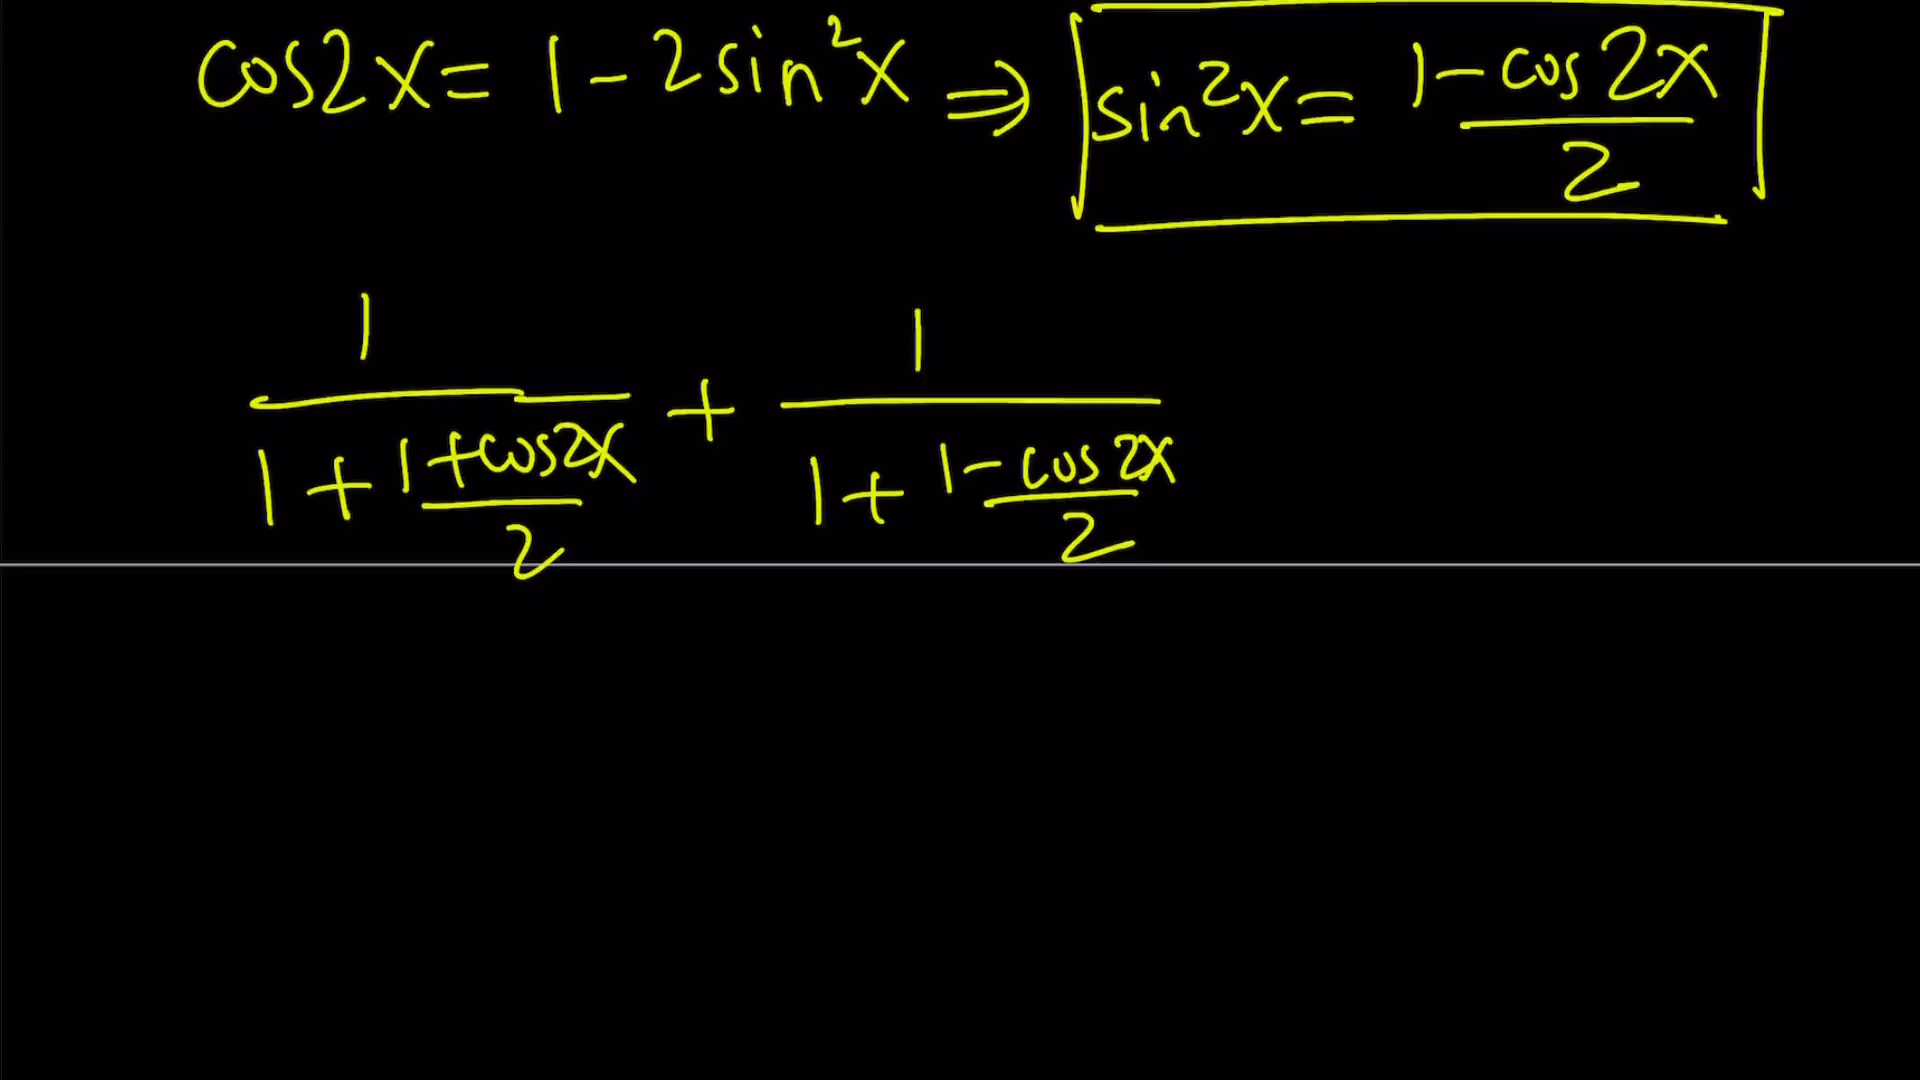 cos2x = 1 - 2sin²x ⇒ sin²x = (1 - cos2x)/2
1/(1 + (1 + cos2x)/2) + 1/(1 + (1 - cos2x)/2)